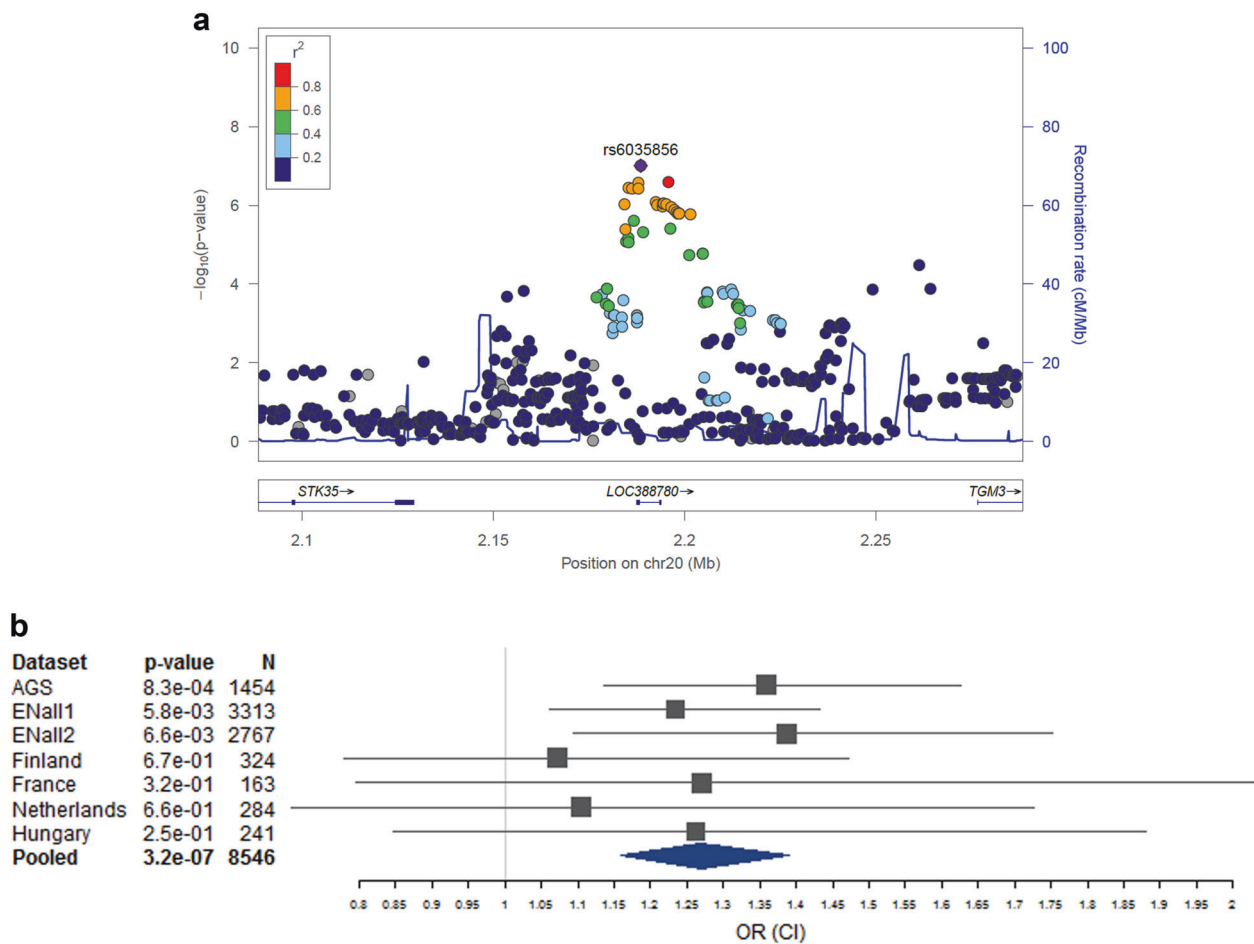 a
r2
0.8
0.6
0.4
0.2
rs6035856
10
8
6
4
2
0
−log10(p-value)
100
80
60
40
20
0
Recombination rate (cM/Mb)
STK35→ LOC388780→ TGM3→
2.1 2.15 2.2 2.25
Position on chr20 (Mb)
b
Dataset p-value N
AGS 8.3e-04 1454
ENall1 5.8e-03 3313
ENall2 6.6e-03 2767
Finland 6.7e-01 324
France 3.2e-01 163
Netherlands 6.6e-01 284
Hungary 2.5e-01 241
Pooled 3.2e-07 8546
0.8 0.85 0.9 0.95 1 1.05 1.1 1.15 1.2 1.25 1.3 1.35 1.4 1.45 1.5 1.55 1.6 1.65 1.7 1.75 1.8 1.85 1.9 1.95 2
OR (CI)